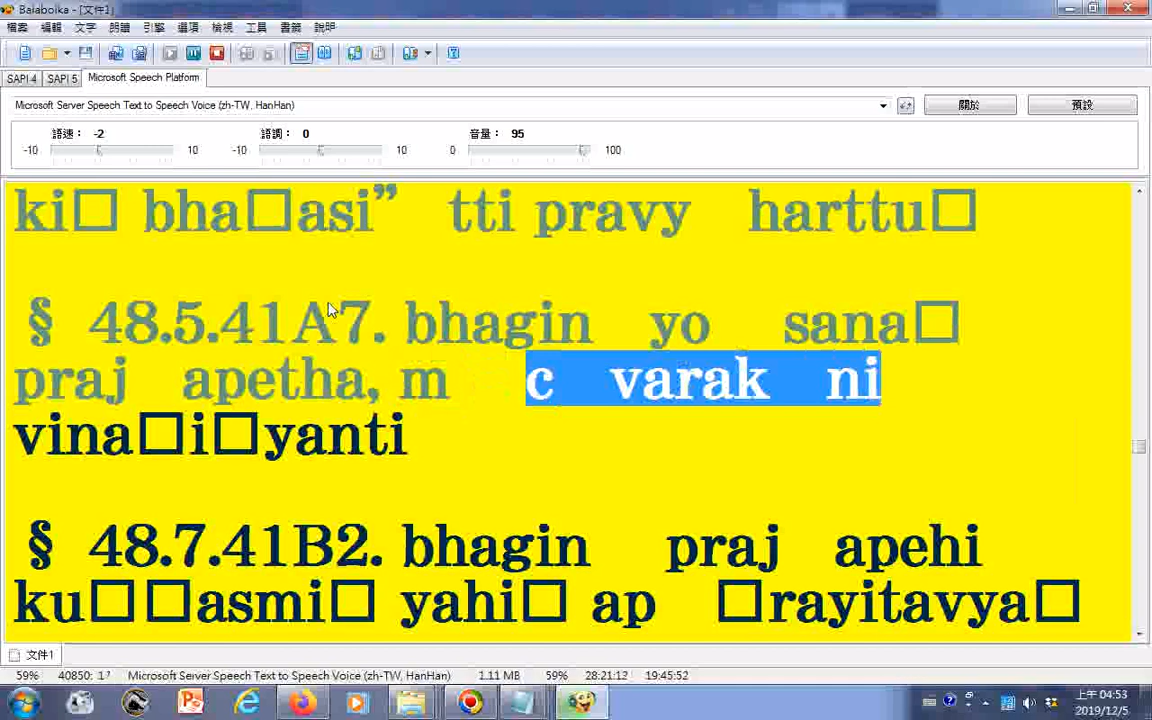 Balabolka - [文件1]
檔案 編輯 文字 朗讀 引擎 選項 檢視 工具 書籤 說明
SAPI 4 SAPI 5 Microsoft Speech Platform
Microsoft Server Speech Text to Speech Voice (zh-TW, HanHan) 關於 預設
語速： -2 語調： 0 音量： 95
-10 10 -10 10 0 100
ki□ bha□asi” tti pravy harttu□
§ 48.5.41A7. bhagin yo sana□
praj apetha, m c varak ni
vina□i□yanti
§ 48.7.41B2. bhagin praj apehi
ku□□asmi□ yahi□ ap □rayitavya□
文件1
59% 40850: 17 Microsoft Server Speech Text to Speech Voice (zh-TW, HanHan) 1.11 MB 59% 28:21:12 19:45:52
上午 04:53
2019/12/5